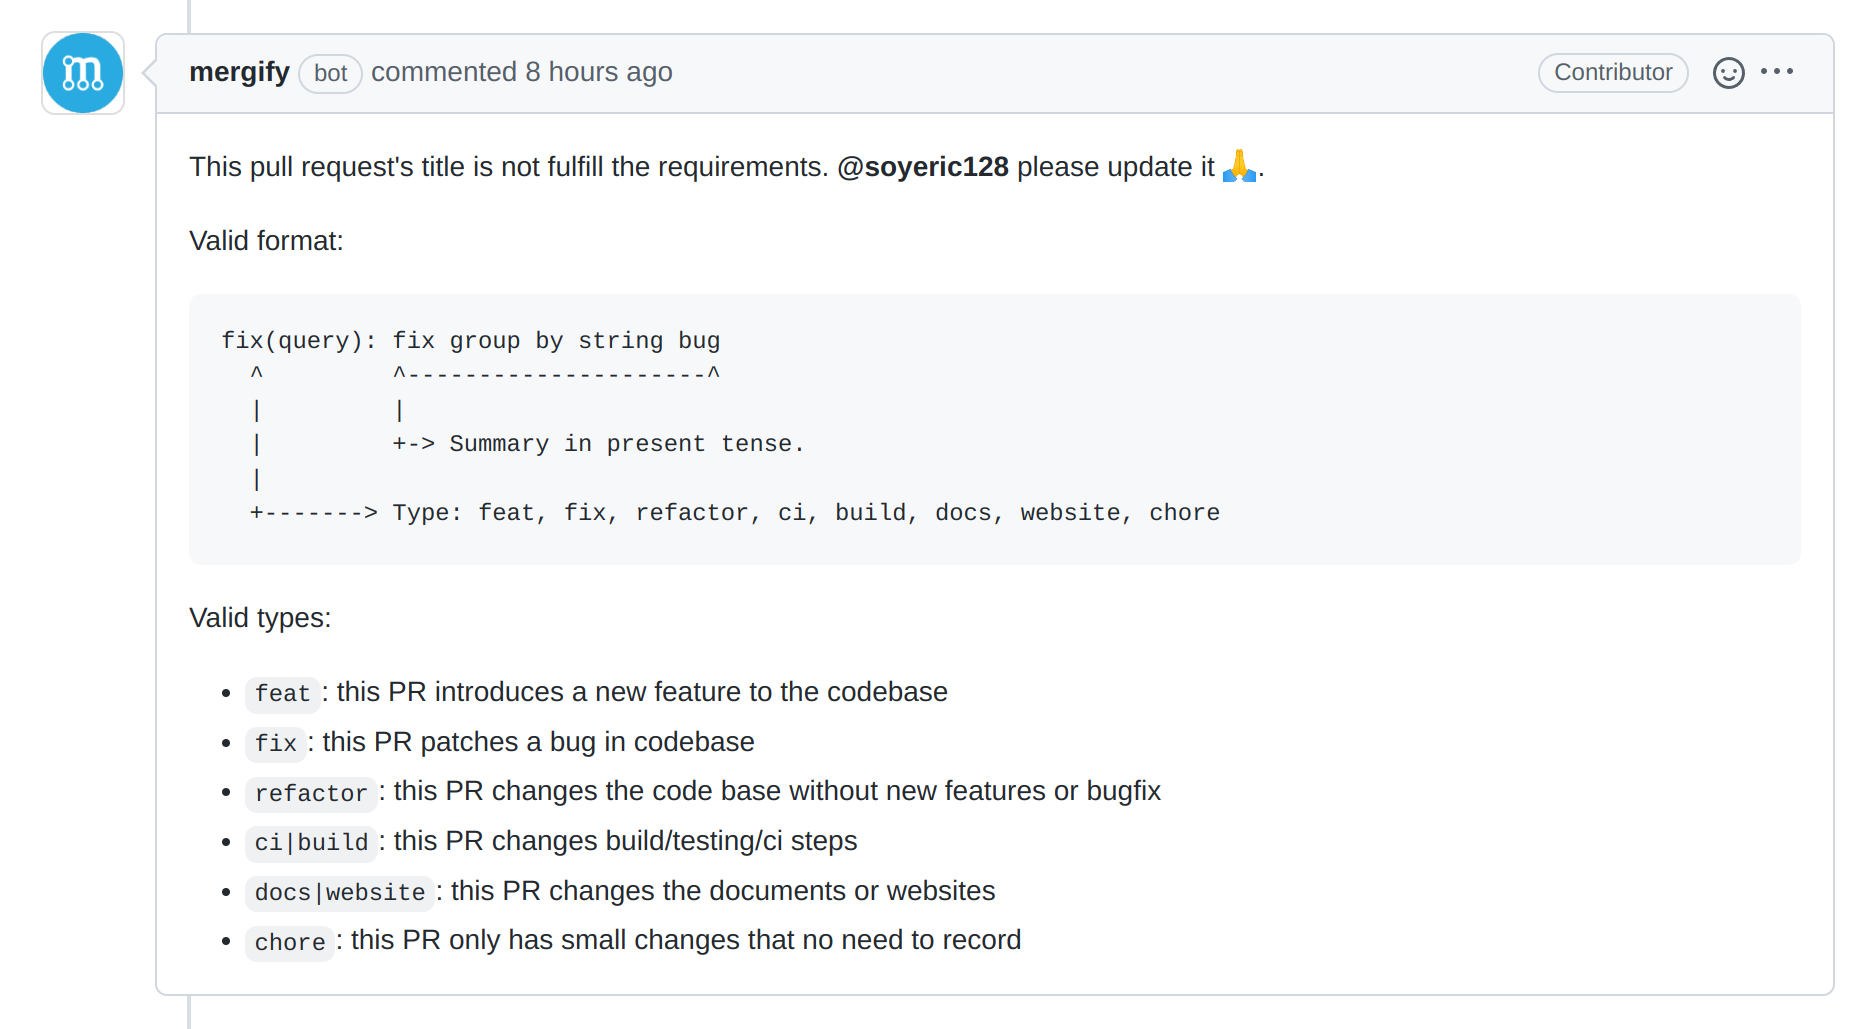 mergify bot commented 8 hours ago Contributor
This pull request's title is not fulfill the requirements. @soyeric128 please update it 🙏.
Valid format:
fix(query): fix group by string bug
  ^         ^---------------------^
  |         |
  |         +-> Summary in present tense.
  |
  +-------> Type: feat, fix, refactor, ci, build, docs, website, chore
Valid types:
• feat: this PR introduces a new feature to the codebase
• fix: this PR patches a bug in codebase
• refactor: this PR changes the code base without new features or bugfix
• ci|build: this PR changes build/testing/ci steps
• docs|website: this PR changes the documents or websites
• chore: this PR only has small changes that no need to record